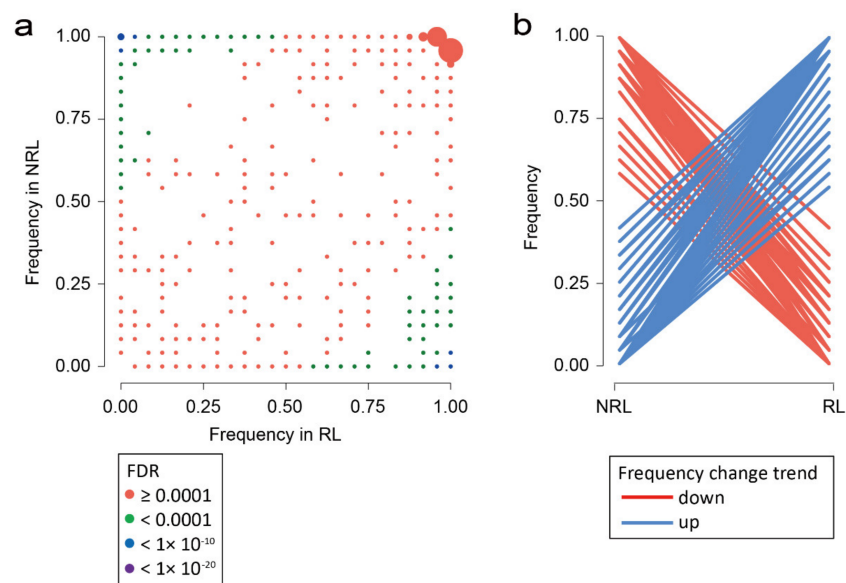 a
1.00
0.75
0.50
0.25
0.00
Frequency in NRL
0.00 0.25 0.50 0.75 1.00
Frequency in RL
FDR
≥ 0.0001
< 0.0001
< 1× 10⁻¹⁰
< 1× 10⁻²⁰
b
1.00
0.75
0.50
0.25
0.00
Frequency
NRL RL
Frequency change trend
down
up